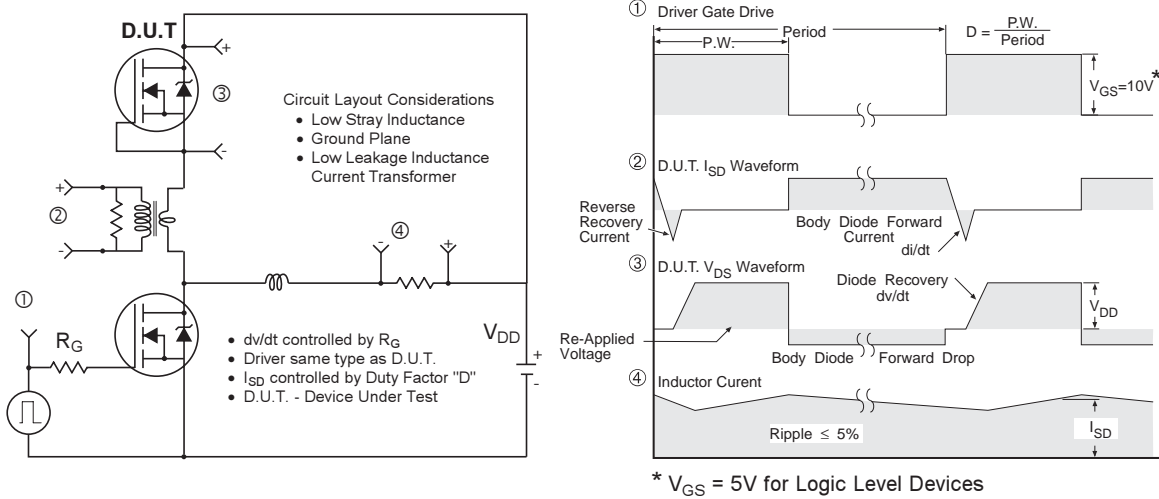 D.U.T
+
③
-
Circuit Layout Considerations
• Low Stray Inductance
• Ground Plane
• Low Leakage Inductance
Current Transformer
+
②
-
④
-
+
①
R_G
• dv/dt controlled by R_G
• Driver same type as D.U.T.
• I_SD controlled by Duty Factor "D"
• D.U.T. - Device Under Test
V_DD
+
-
① Driver Gate Drive
Period
P.W.
D = P.W. / Period
V_GS=10V*
② D.U.T. I_SD Waveform
Reverse
Recovery
Current
Body Diode Forward
Current
di/dt
③ D.U.T. V_DS Waveform
Diode Recovery
dv/dt
V_DD
Re-Applied
Voltage
Body Diode
Forward Drop
④ Inductor Curent
Ripple ≤ 5%
I_SD
* V_GS = 5V for Logic Level Devices